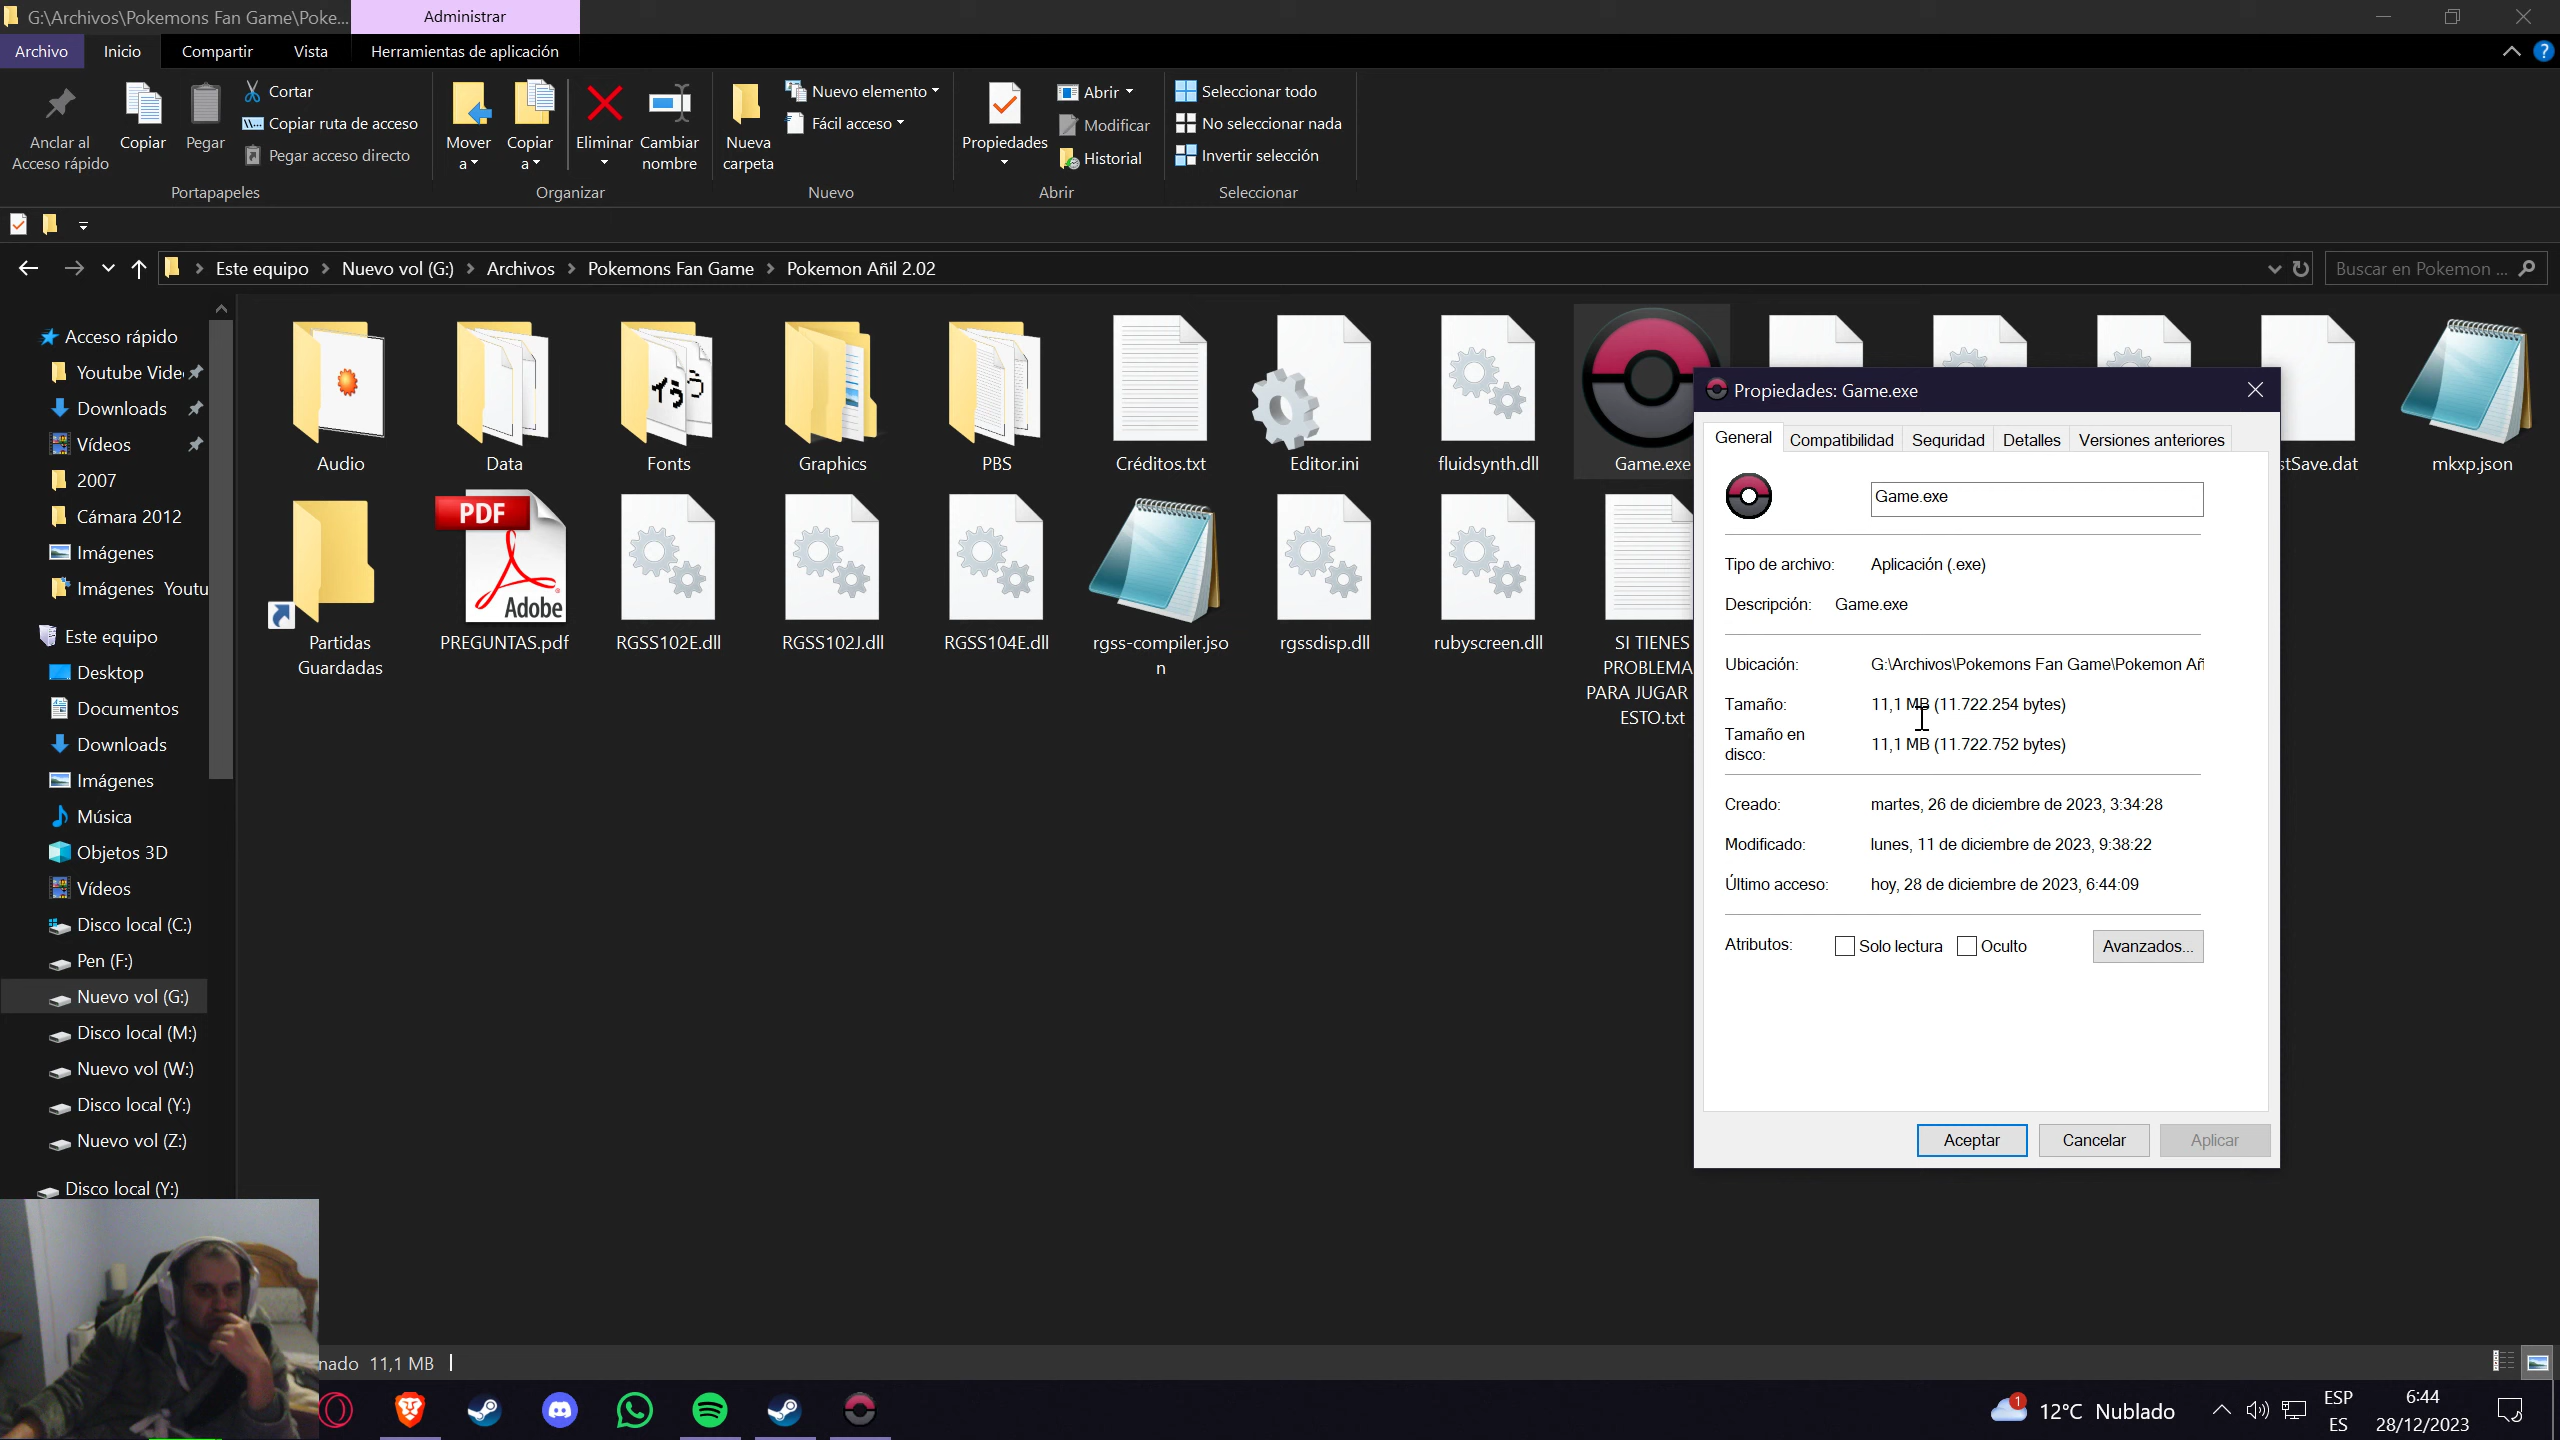 G:\Archivos\Pokemons Fan Game\Poke...
Administrar
Archivo
Inicio
Compartir
Vista
Herramientas de aplicación
Anclar al
Acceso rápido
Copiar
Pegar
Cortar
Copiar ruta de acceso
Pegar acceso directo
Portapapeles
Mover
a
Copiar
a
Eliminar
Cambiar
nombre
Organizar
Nueva
carpeta
Nuevo elemento
Fácil acceso
Nuevo
Propiedades
Abrir
Modificar
Historial
Abrir
Seleccionar todo
No seleccionar nada
Invertir selección
Seleccionar
Este equipo
Nuevo vol (G:)
Archivos
Pokemons Fan Game
Pokemon Añil 2.02
Buscar en Pokemon ...
Acceso rápido
Youtube Vide
Downloads
Vídeos
2007
Cámara 2012
Imágenes
Imágenes Youtu
Este equipo
Desktop
Documentos
Downloads
Imágenes
Música
Objetos 3D
Vídeos
Disco local (C:)
Pen (F:)
Nuevo vol (G:)
Disco local (M:)
Nuevo vol (W:)
Disco local (Y:)
Nuevo vol (Z:)
Disco local (Y:)
Audio
Data
Fonts
Graphics
PBS
Créditos.txt
Editor.ini
fluidsynth.dll
Game.exe
stSave.dat
mkxp.json
Partidas
Guardadas
PDF
Adobe
PREGUNTAS.pdf
RGSS102E.dll
RGSS102J.dll
RGSS104E.dll
rgss-compiler.jso
n
rgssdisp.dll
rubyscreen.dll
SI TIENES
PROBLEMA
PARA JUGAR
ESTO.txt
Propiedades: Game.exe
General
Compatibilidad
Seguridad
Detalles
Versiones anteriores
Game.exe
Tipo de archivo:
Aplicación (.exe)
Descripción:
Game.exe
Ubicación:
G:\Archivos\Pokemons Fan Game\Pokemon Añ
Tamaño:
11,1 MB (11.722.254 bytes)
Tamaño en
disco:
11,1 MB (11.722.752 bytes)
Creado:
martes, 26 de diciembre de 2023, 3:34:28
Modificado:
lunes, 11 de diciembre de 2023, 9:38:22
Último acceso:
hoy, 28 de diciembre de 2023, 6:44:09
Atributos:
Solo lectura
Oculto
Avanzados...
Aceptar
Cancelar
Aplicar
nado 11,1 MB
1
12°C Nublado
ESP
ES
6:44
28/12/2023